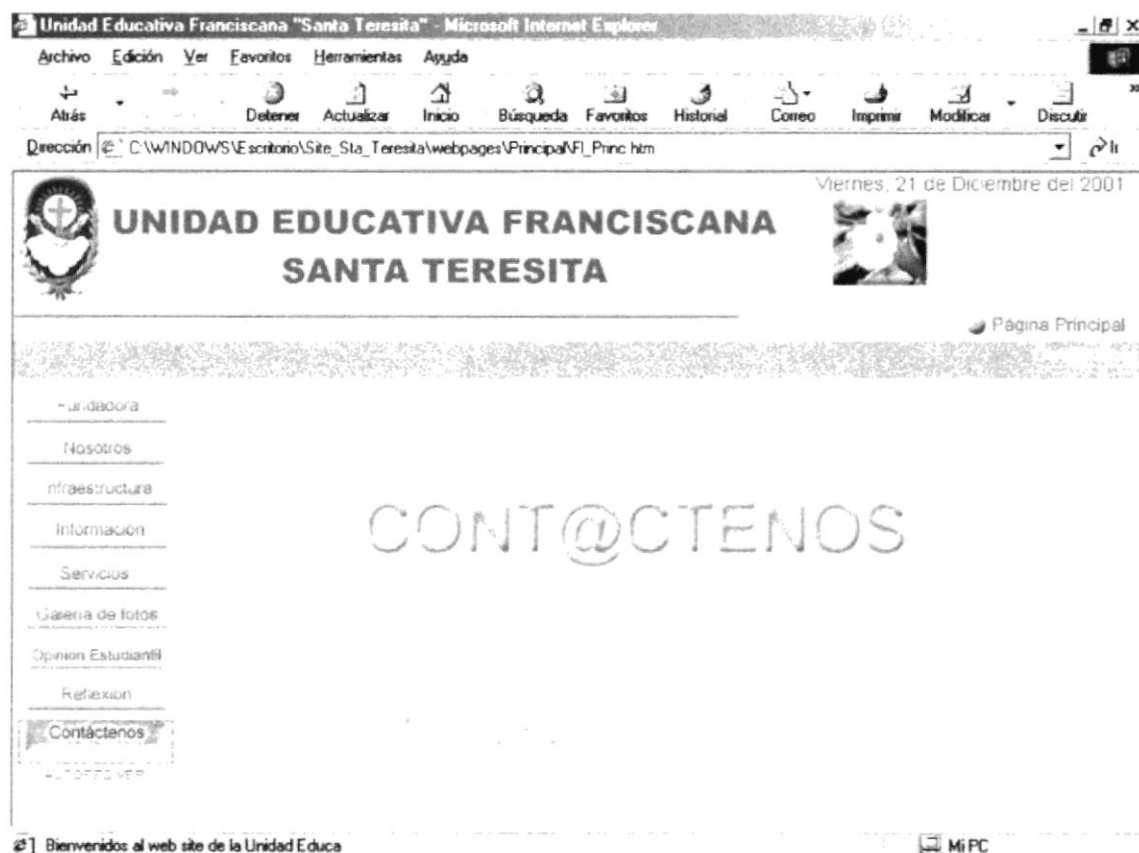 Unidad Educativa Franciscana "Santa Teresita" - Microsoft Internet Explorer
Archivo Edición Ver Favoritos Herramientas Ayuda
Atrás Detener Actualizar Inicio Búsqueda Favoritos Historial Correo Imprimir Modificar Discutir
Dirección C:\WINDOWS\Escritorio\Site_Sta_Teresita\webpages\Principal\Fl_Princ.htm Ir
Viernes, 21 de Diciembre del 2001
UNIDAD EDUCATIVA FRANCISCANA
SANTA TERESITA
Página Principal
Fundadora
Nosotros
Infraestructura
Información
CONT@CTENOS
Servicios
Galería de fotos
Opinion Estudiantil
Reflexion
Contáctenos
Bienvenidos al web site de la Unidad Educa Mi PC